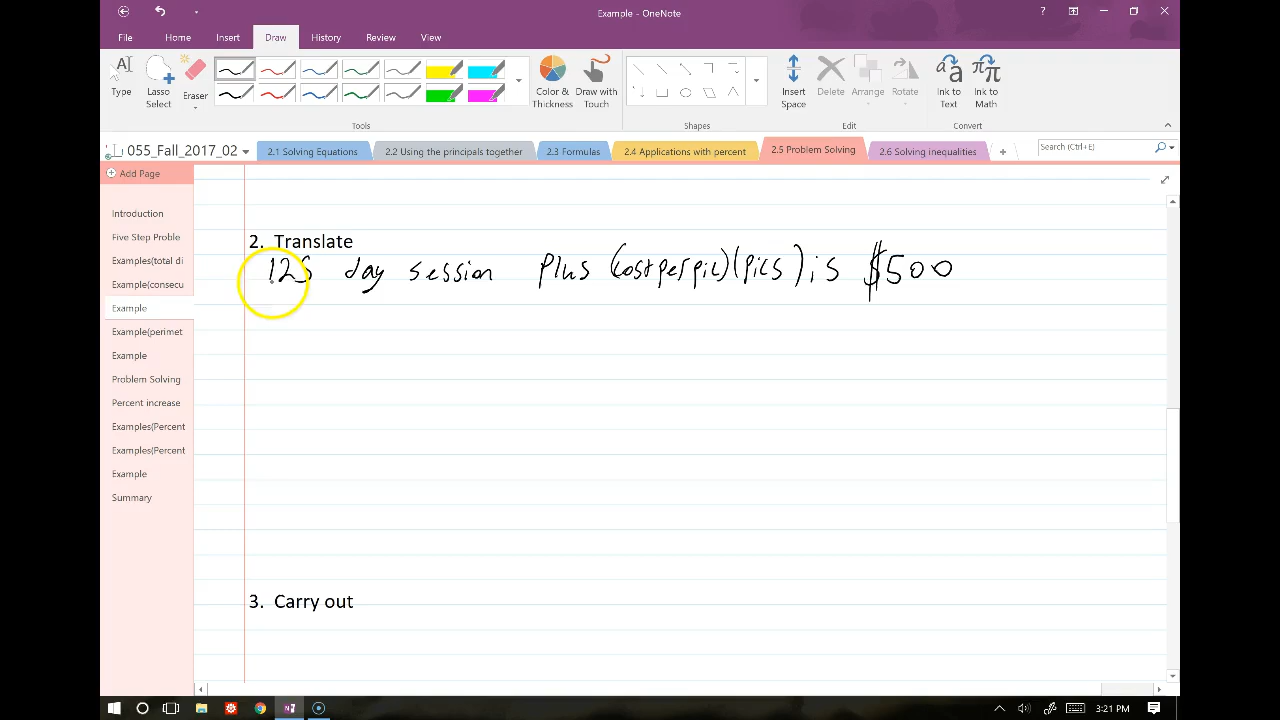 Example - OneNote
?
File Home Insert Draw History Review View
Type
Lasso Select
Eraser
Color & Thickness
Draw with Touch
Insert Space
Delete
Arrange
Rotate
Ink to Text
Ink to Math
Tools Shapes Edit Convert
055_Fall_2017_02
2.1 Solving Equations
2.2 Using the principals together
2.3 Formulas
2.4 Applications with percent
2.5 Problem Solving
2.6 Solving inequalities
Search (Ctrl+E)
Add Page
Introduction
Five Step Proble
Examples(total di
Example(consecu
Example
Example(perimet
Example
Problem Solving
Percent increase
Examples(Percent
Examples(Percent
Example
Summary
2. Translate
125 day session plus (cost per pic)(pics) is $500
3. Carry out
3:21 PM